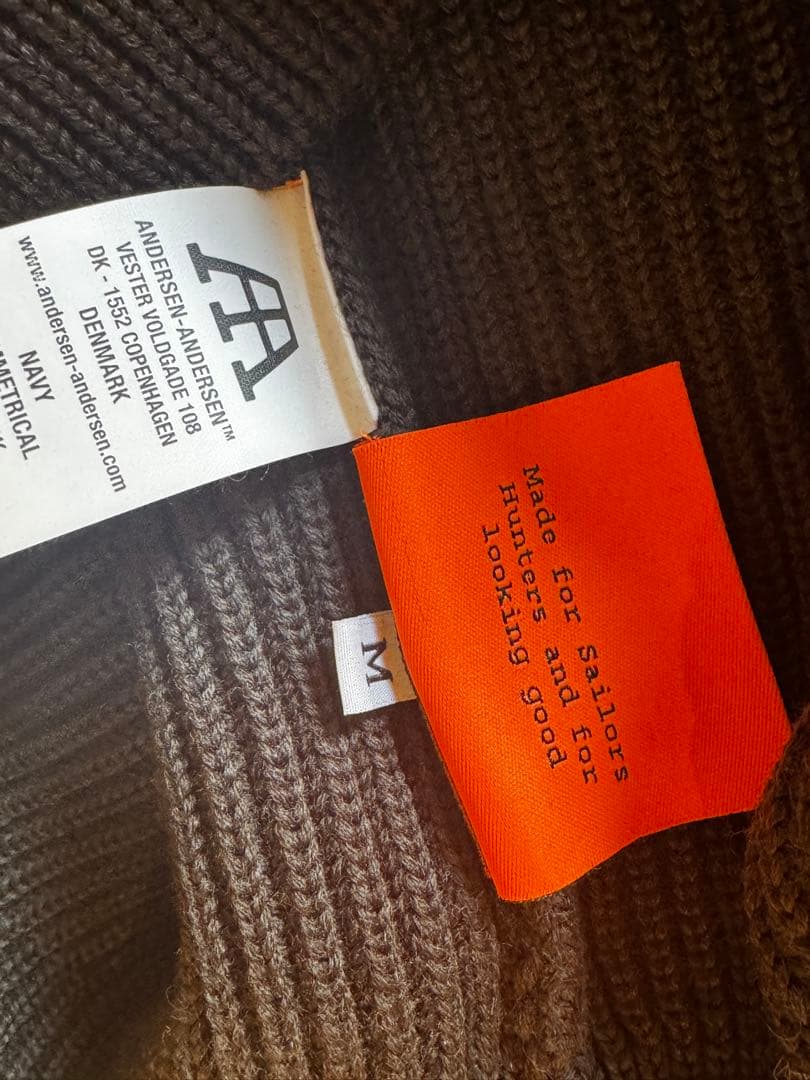 AA
ANDERSEN-ANDERSEN™
VESTER VOLDGADE 108
DK - 1552 COPENHAGEN
DENMARK
www.andersen-andersen.com
NAVY
Made for Sailors
Hunters and for
looking good
M